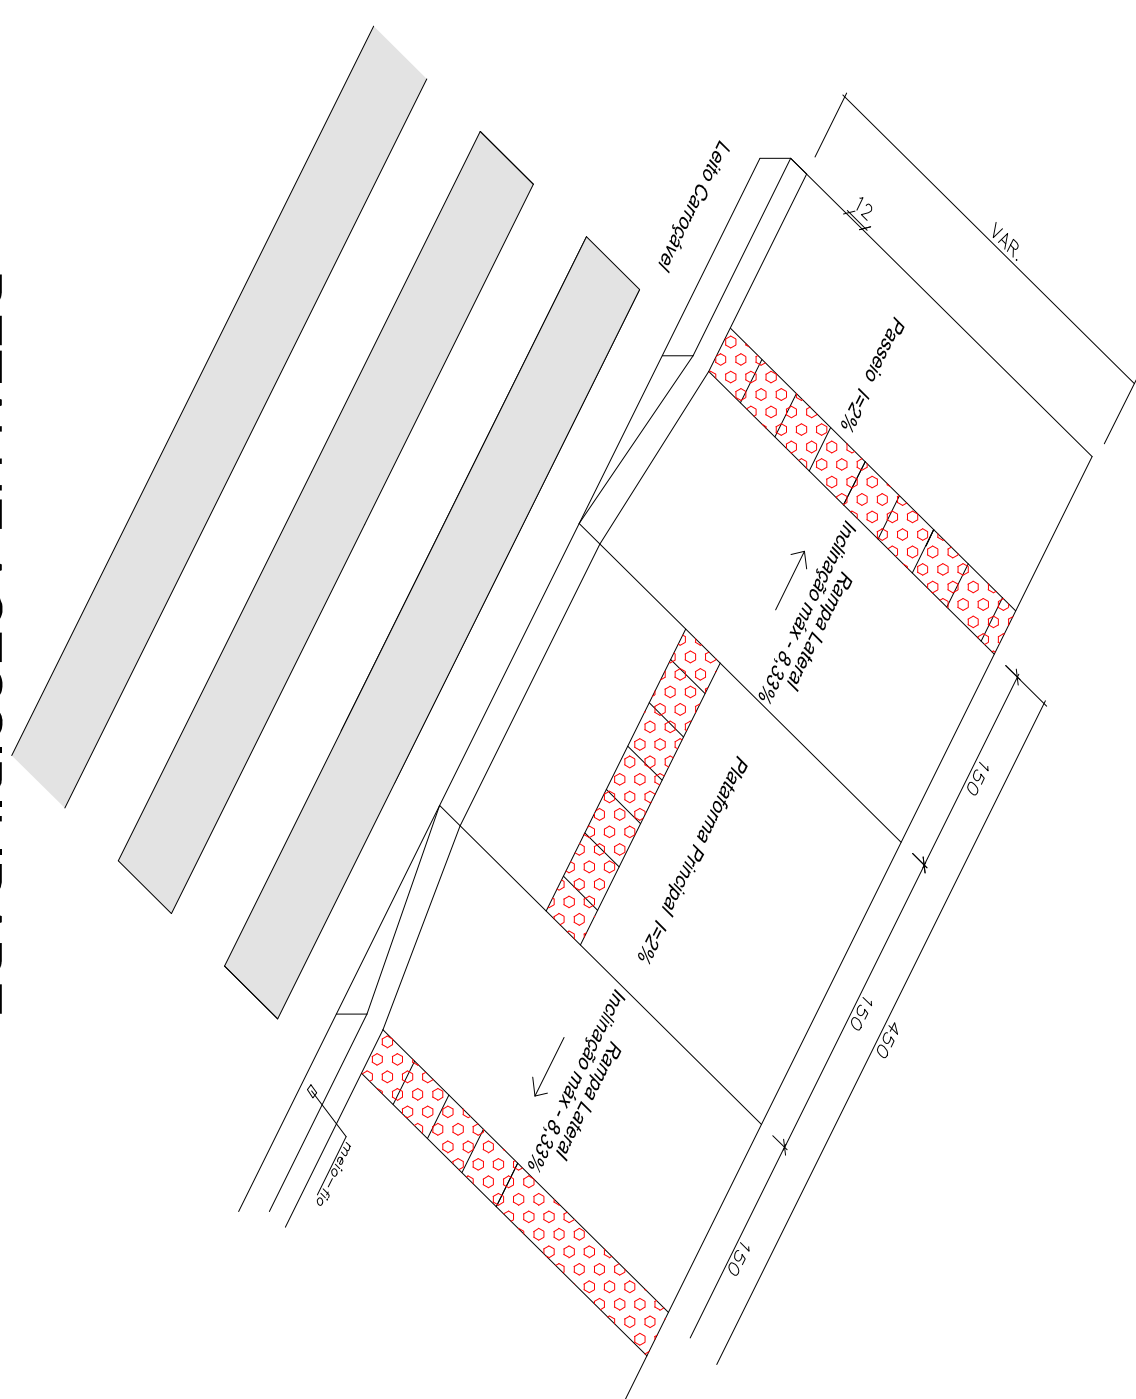 Leito Carroçável
12
VAR.
Passeio I=2%
Rampa Lateral
Inclinação máx - 8,33%
150
Plataforma Principal I=2%
150
450
Rampa Lateral
Inclinação máx - 8,33%
150
meio-fio